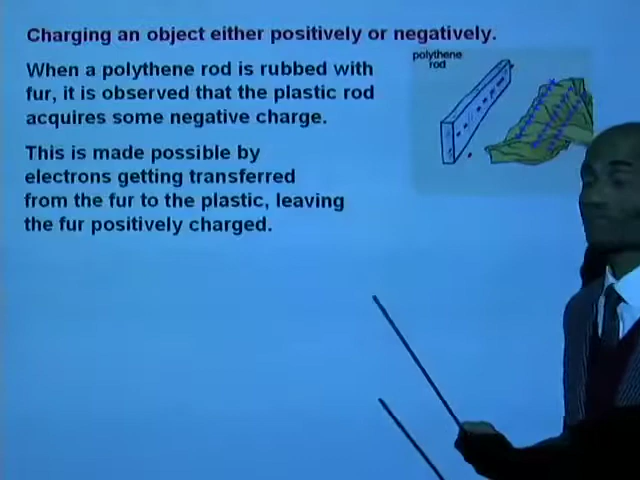 Charging an object either positively or negatively.
polythene
rod
When a polythene rod is rubbed with
fur, it is observed that the plastic rod
acquires some negative charge.
This is made possible by
electrons getting transferred
from the fur to the plastic, leaving
the fur positively charged.